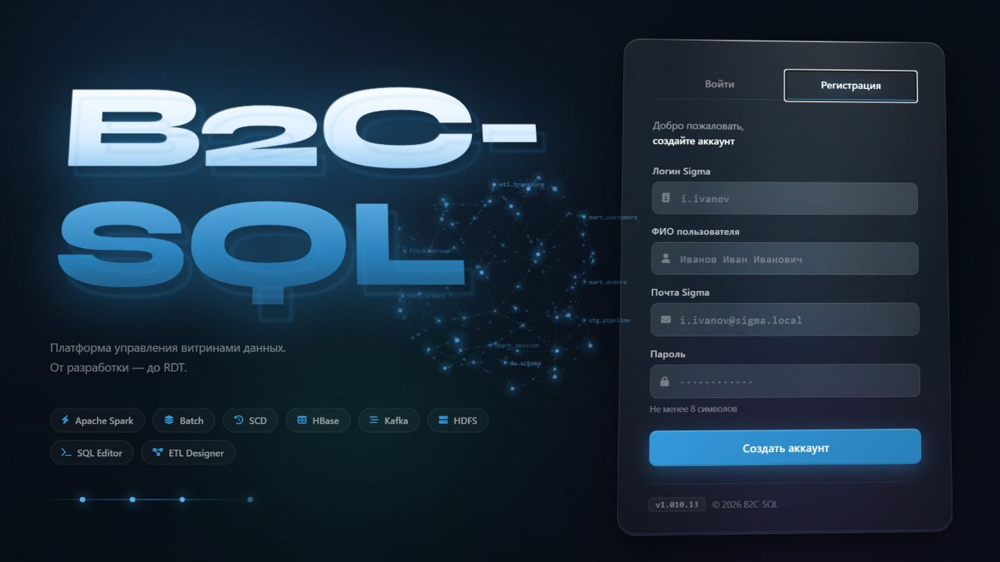 B2C-
SQL
etl.transform
mart.customers
flink.stream
mart.orders
mart.orders
stg.pipeline
spark.session
dw.schema
Платформа управления витринами данных.
От разработки — до RDT.
Apache Spark
Batch
SCD
HBase
Kafka
HDFS
SQL Editor
ETL Designer
Войти
Регистрация
Добро пожаловать,
создайте аккаунт
Логин Sigma
i.ivanov
ФИО пользователя
Иванов Иван Иванович
Почта Sigma
i.ivanov@sigma.local
Пароль
Не менее 8 символов
Создать аккаунт
v1.010.13
© 2026 B2C-SQL